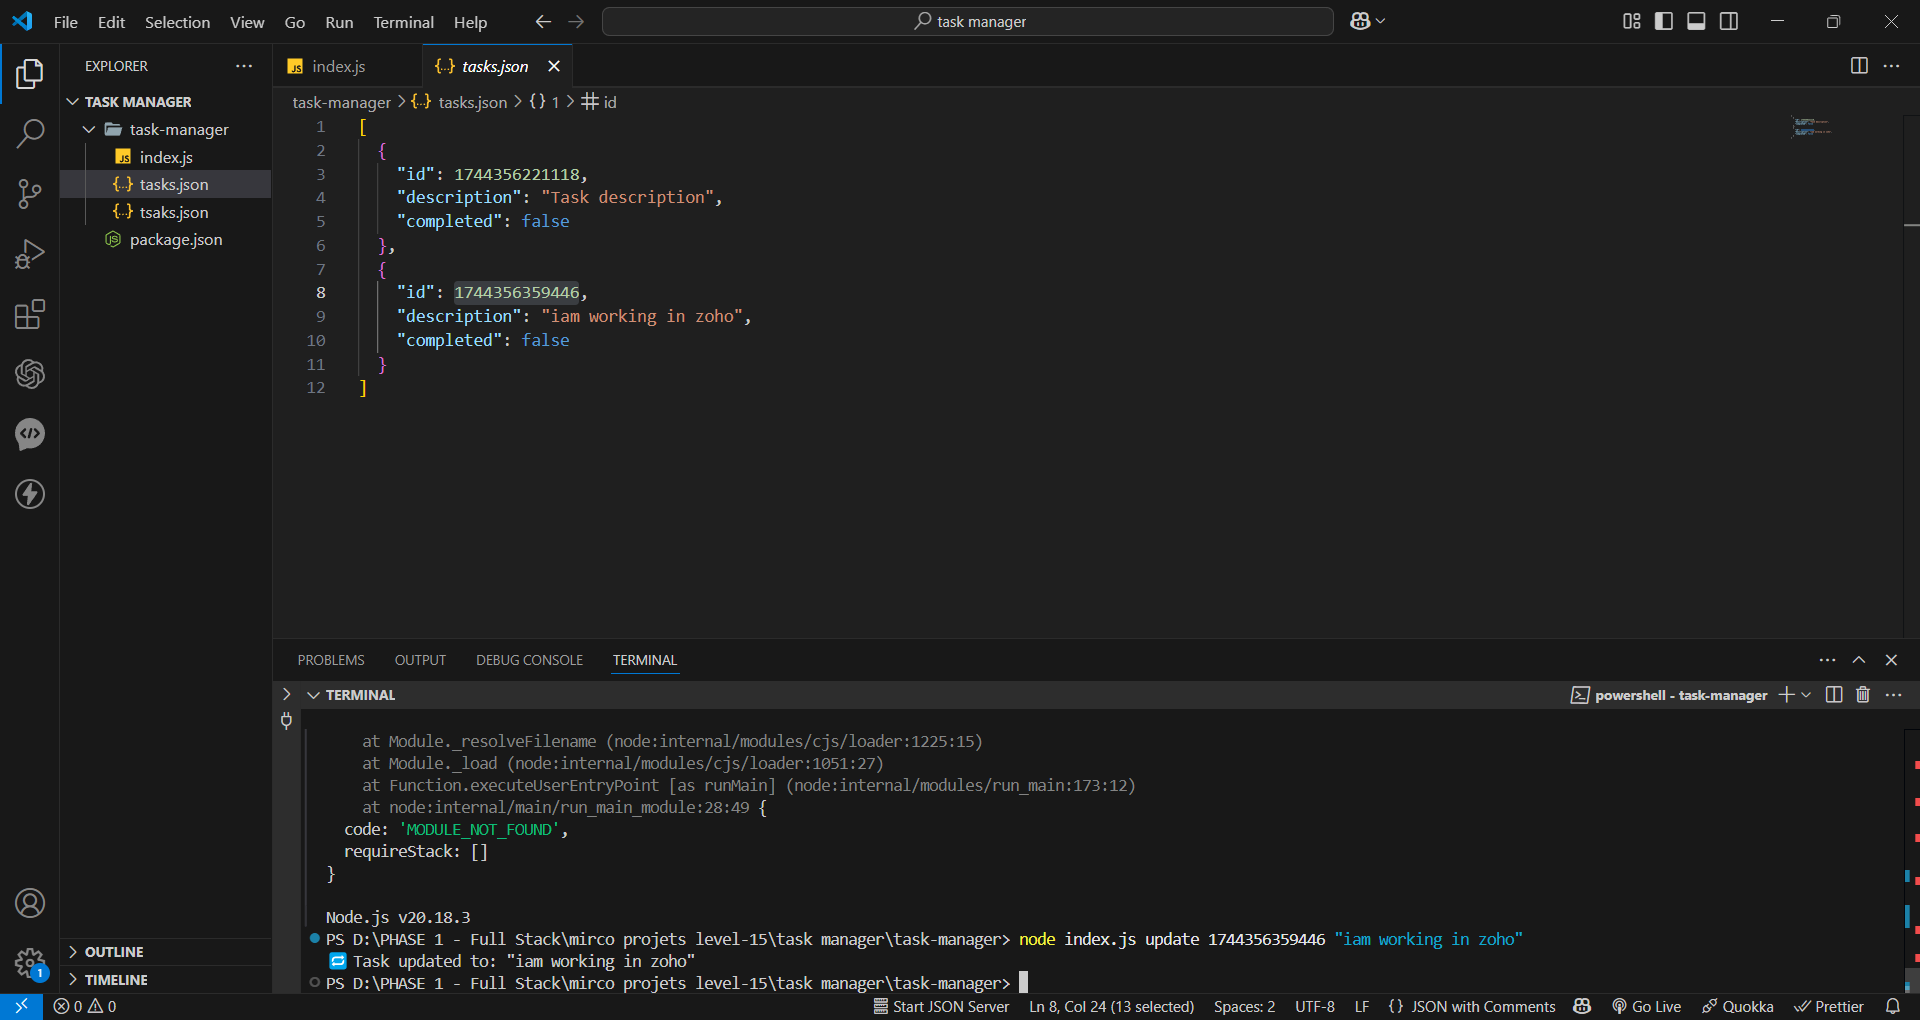 File Edit Selection View Go Run Terminal Help
task manager
EXPLORER
TASK MANAGER
task-manager
index.js
tasks.json
tsaks.json
package.json
OUTLINE
TIMELINE
index.js
tasks.json
task-manager > {..} tasks.json > {} 1 > # id
1 [
2 {
3 "id": 1744356221118,
4 "description": "Task description",
5 "completed": false
6 },
7 {
8 "id": 1744356359446,
9 "description": "iam working in zoho",
10 "completed": false
11 }
12 ]
PROBLEMS OUTPUT DEBUG CONSOLE TERMINAL
TERMINAL
powershell - task-manager
at Module._resolveFilename (node:internal/modules/cjs/loader:1225:15)
at Module._load (node:internal/modules/cjs/loader:1051:27)
at Function.executeUserEntryPoint [as runMain] (node:internal/modules/run_main:173:12)
at node:internal/main/run_main_module:28:49 {
code: 'MODULE_NOT_FOUND',
requireStack: []
}
Node.js v20.18.3
PS D:\PHASE 1 - Full Stack\mirco projets level-15\task manager\task-manager> node index.js update 1744356359446 "iam working in zoho"
Task updated to: "iam working in zoho"
PS D:\PHASE 1 - Full Stack\mirco projets level-15\task manager\task-manager>
1
0 0 Start JSON Server Ln 8, Col 24 (13 selected) Spaces: 2 UTF-8 LF {} JSON with Comments Go Live Quokka Prettier